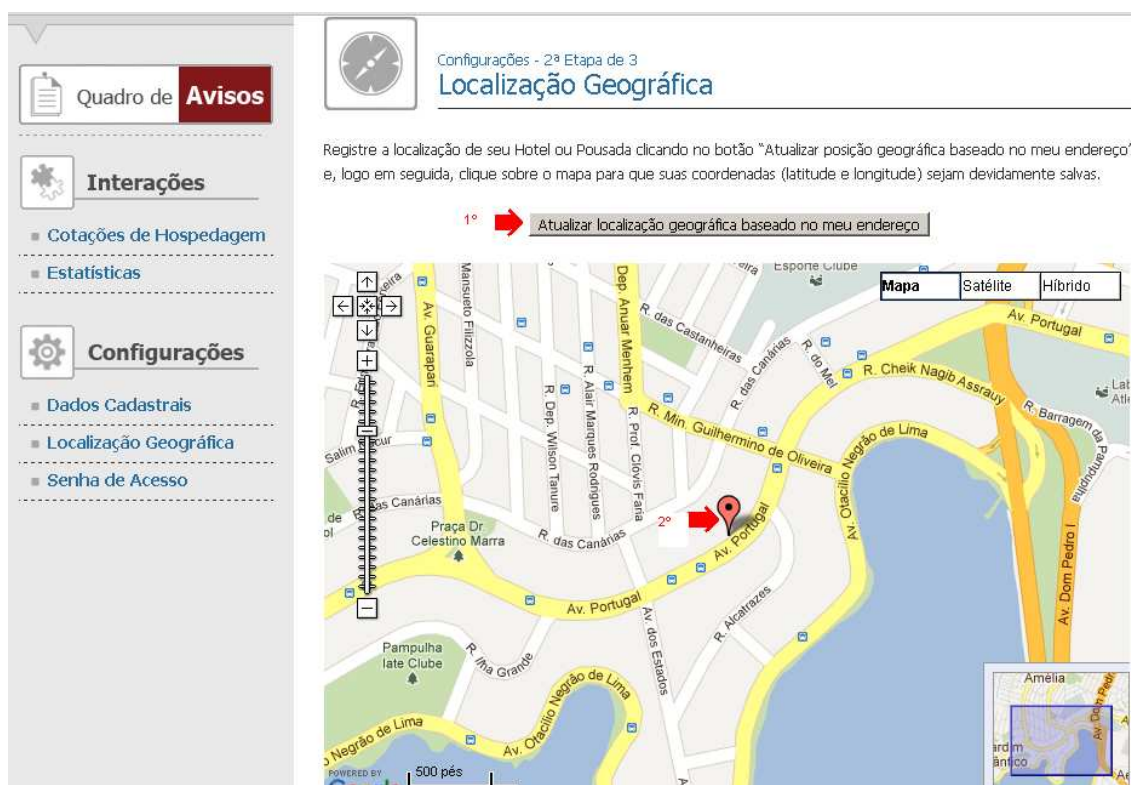 Quadro de Avisos
Interações
Cotações de Hospedagem
Estatísticas
Configurações
Dados Cadastrais
Localização Geográfica
Senha de Acesso
Configurações - 2ª Etapa de 3
Localização Geográfica
Registre a localização de seu Hotel ou Pousada clicando no botão "Atualizar posição geográfica baseado no meu endereço"
e, logo em seguida, clique sobre o mapa para que suas coordenadas (latitude e longitude) sejam devidamente salvas.
1º
Atualizar localização geográfica baseado no meu endereço
Mapa
Satélite
Híbrido
Esporte Clube
Av. Guarapari
Mansueto Filizzola
Dep. Anuar Menhem
R. das Castanheiras
R. das Canárias
R. do Mel
Av. Portugal
R. Cheik Nagib Assrauy
R. Barragem da Pampulha
R. Dep. Wilson Tanure
R. Alair Marques Rodrigues
R. Prof. Clóvis Faria
R. Min. Guilhermino de Oliveira
Av. Otacílio Negrão de Lima
das Canárias
Praça Dr.
Celestino Marra
R. das Canárias
2º
Av. Portugal
Av. Portugal
Av. Dom Pedro I
R. Alcatrazes
Av. dos Estados
Pampulha
Iate Clube
R. Ilha Grande
Av. Otacílio Negrão de Lima
Negrão de Lima
Amélia
Av. Dom Pedr
POWERED BY
500 pés